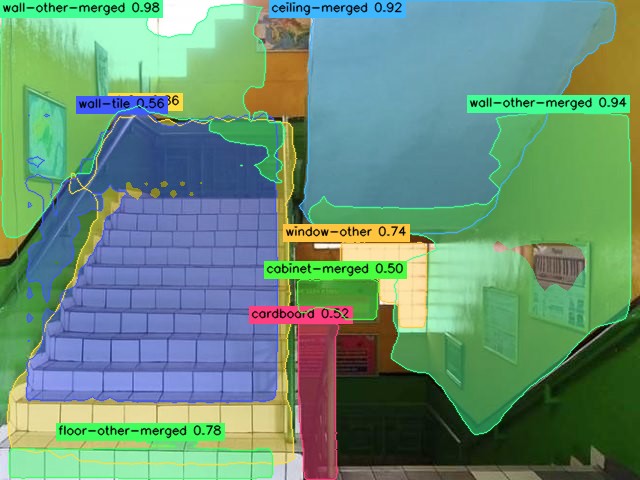 wall-other-merged 0.98
ceiling-merged 0.92
wall-tile 0.56
wall-other-merged 0.94
window-other 0.74
cabinet-merged 0.50
cardboard 0.52
floor-other-merged 0.78